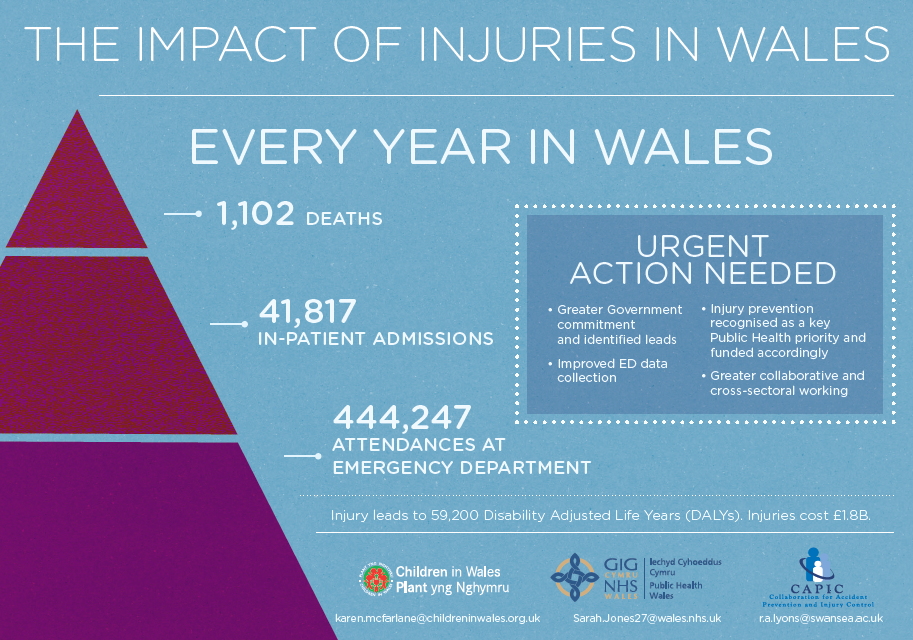 THE IMPACT OF INJURIES IN WALES
EVERY YEAR IN WALES
1,102 DEATHS
41,817
IN-PATIENT ADMISSIONS
444,247
ATTENDANCES AT
EMERGENCY DEPARTMENT
URGENT
ACTION NEEDED
• Greater Government
commitment
and identified leads
• Improved ED data
collection
• Injury prevention
recognised as a key
Public Health priority and
funded accordingly
• Greater collaborative and
cross-sectoral working
Injury leads to 59,200 Disability Adjusted Life Years (DALYs). Injuries cost £1.8B.
Children in Wales
Plant yng Nghymru
karen.mcfarlane@childreninwales.org.uk
GIG
CYMRU
NHS
WALES
Iechyd Cyhoeddus
Cymru
Public Health
Wales
Sarah.Jones27@wales.nhs.uk
CAPIC
Collaboration for Accident
Prevention and Injury Control
r.a.lyons@swansea.ac.uk